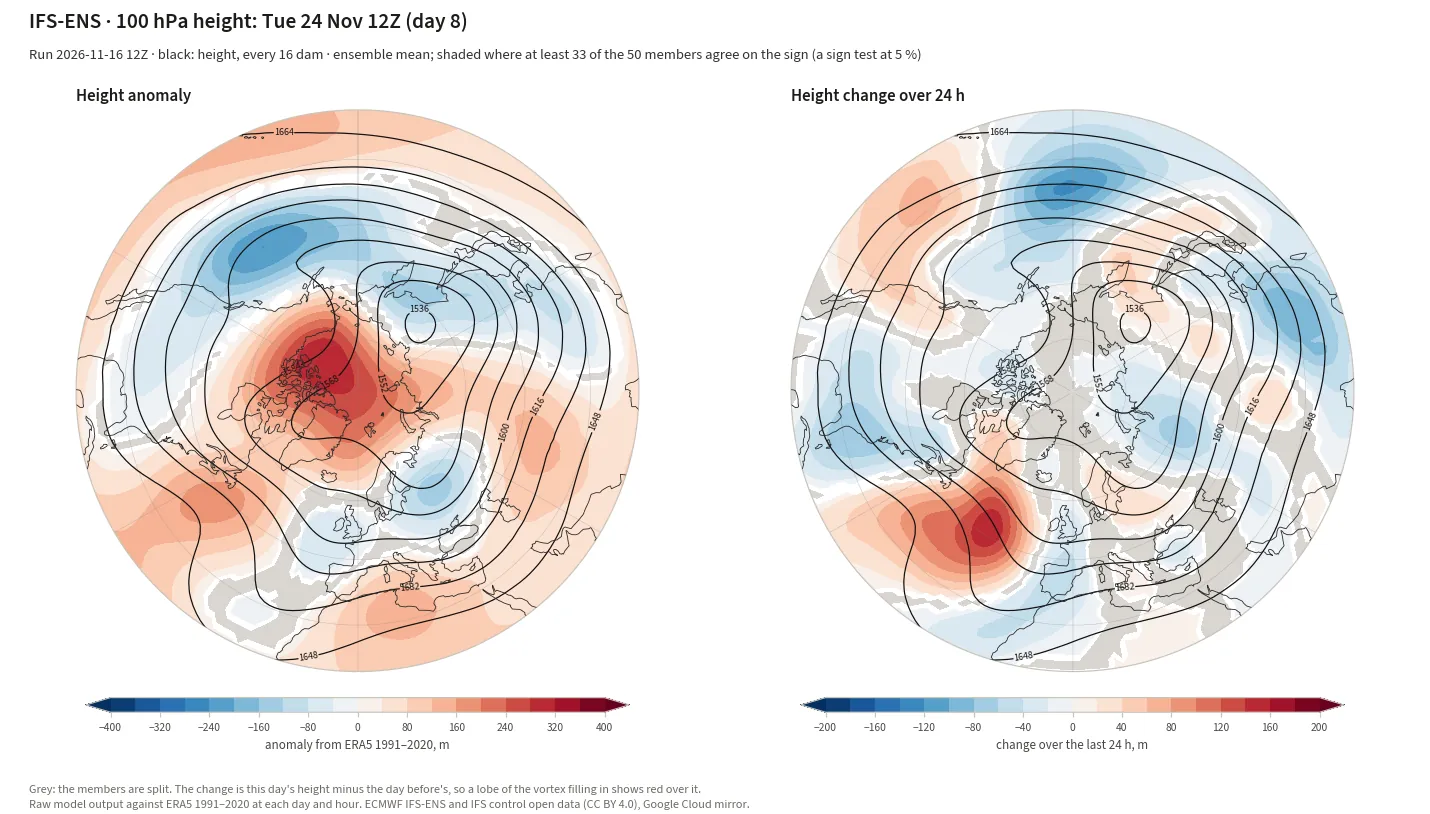 IFS-ENS · 100 hPa height: Tue 24 Nov 12Z (day 8)
Run 2026-11-16 12Z · black: height, every 16 dam · ensemble mean; shaded where at least 33 of the 50 members agree on the sign (a sign test at 5 %)
Height anomaly
Height change over 24 h
1664
1536
1568
1552
1616
1648
1600
1682
1648
1664
1536
1568
1552
1616
1648
1600
1682
1648
−400 −320 −240 −160 −80 0 80 160 240 320 400
anomaly from ERA5 1991–2020, m
−200 −160 −120 −80 −40 0 40 80 120 160 200
change over the last 24 h, m
Grey: the members are split. The change is this day's height minus the day before's, so a lobe of the vortex filling in shows red over it.
Raw model output against ERA5 1991–2020 at each day and hour. ECMWF IFS-ENS and IFS control open data (CC BY 4.0), Google Cloud mirror.